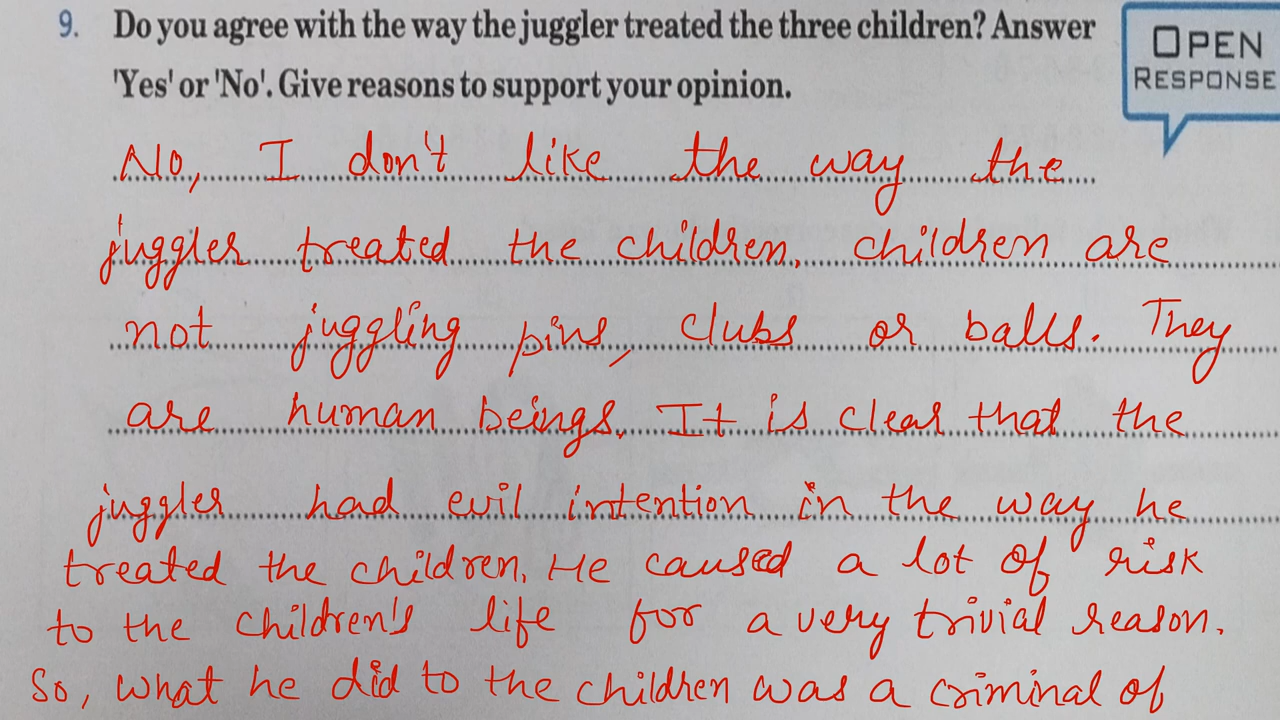 9. Do you agree with the way the juggler treated the three children? Answer
'Yes' or 'No'. Give reasons to support your opinion.
OPEN
RESPONSE
No, I don't like the way the
juggler treated the children. children are
not juggling pins, clubs or balls. They
are human beings. It is clear that the
juggler had evil intention in the way he
treated the children. He caused a lot of risk
to the children's life for a very trivial reason.
So, what he did to the children was a criminal of